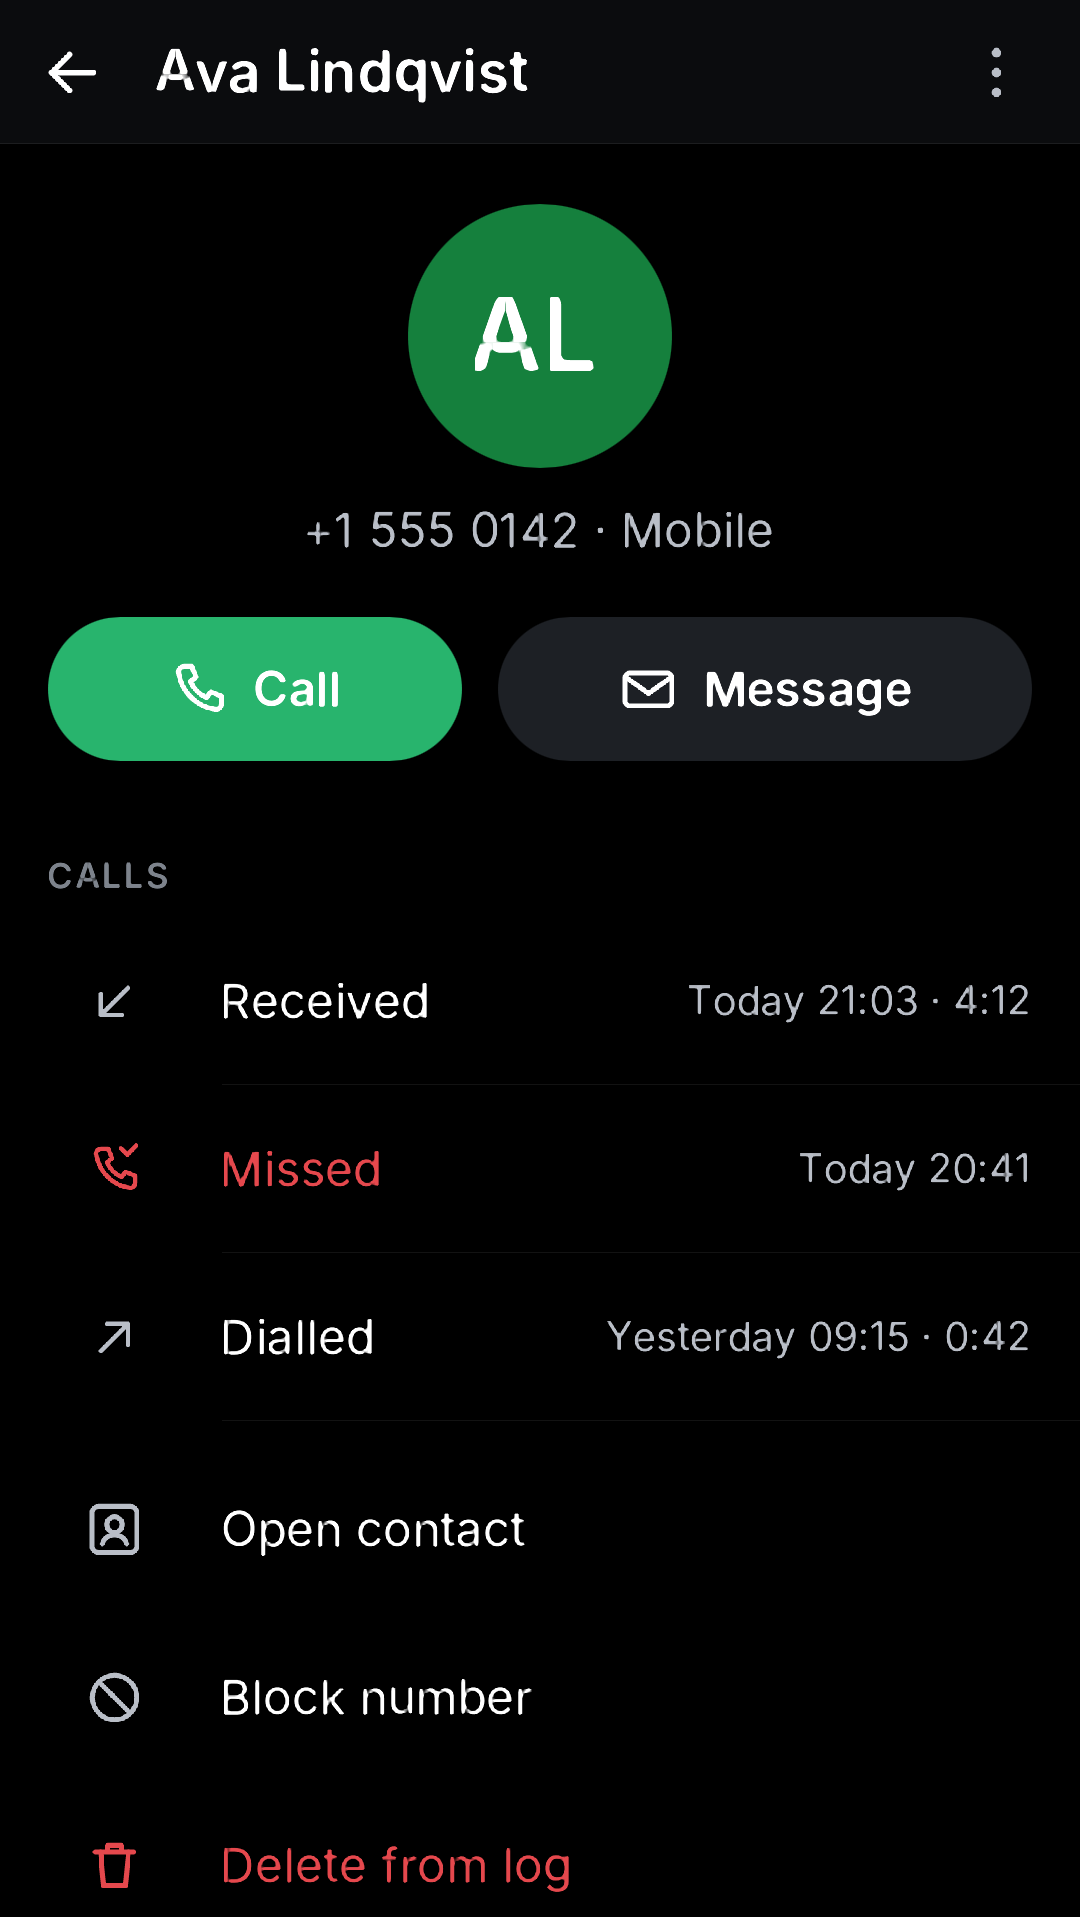 Ava Lindqvist
AL
+1 555 0142 · Mobile
Call
Message
CALLS
Received
Today 21:03 · 4:12
Missed
Today 20:41
Dialled
Yesterday 09:15 · 0:42
Open contact
Block number
Delete from log